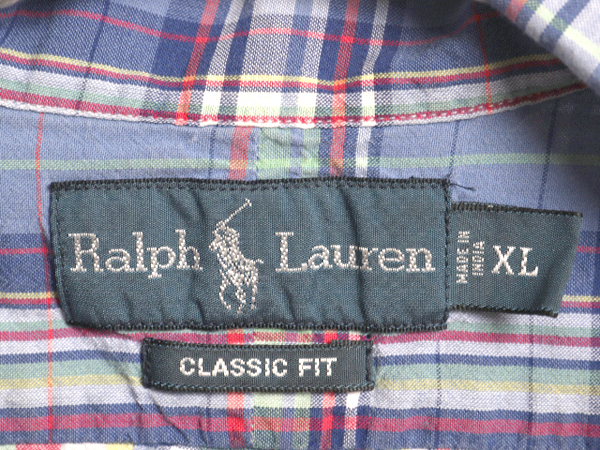 Ralph Lauren
MADE IN
INDIA
XL
CLASSIC FIT